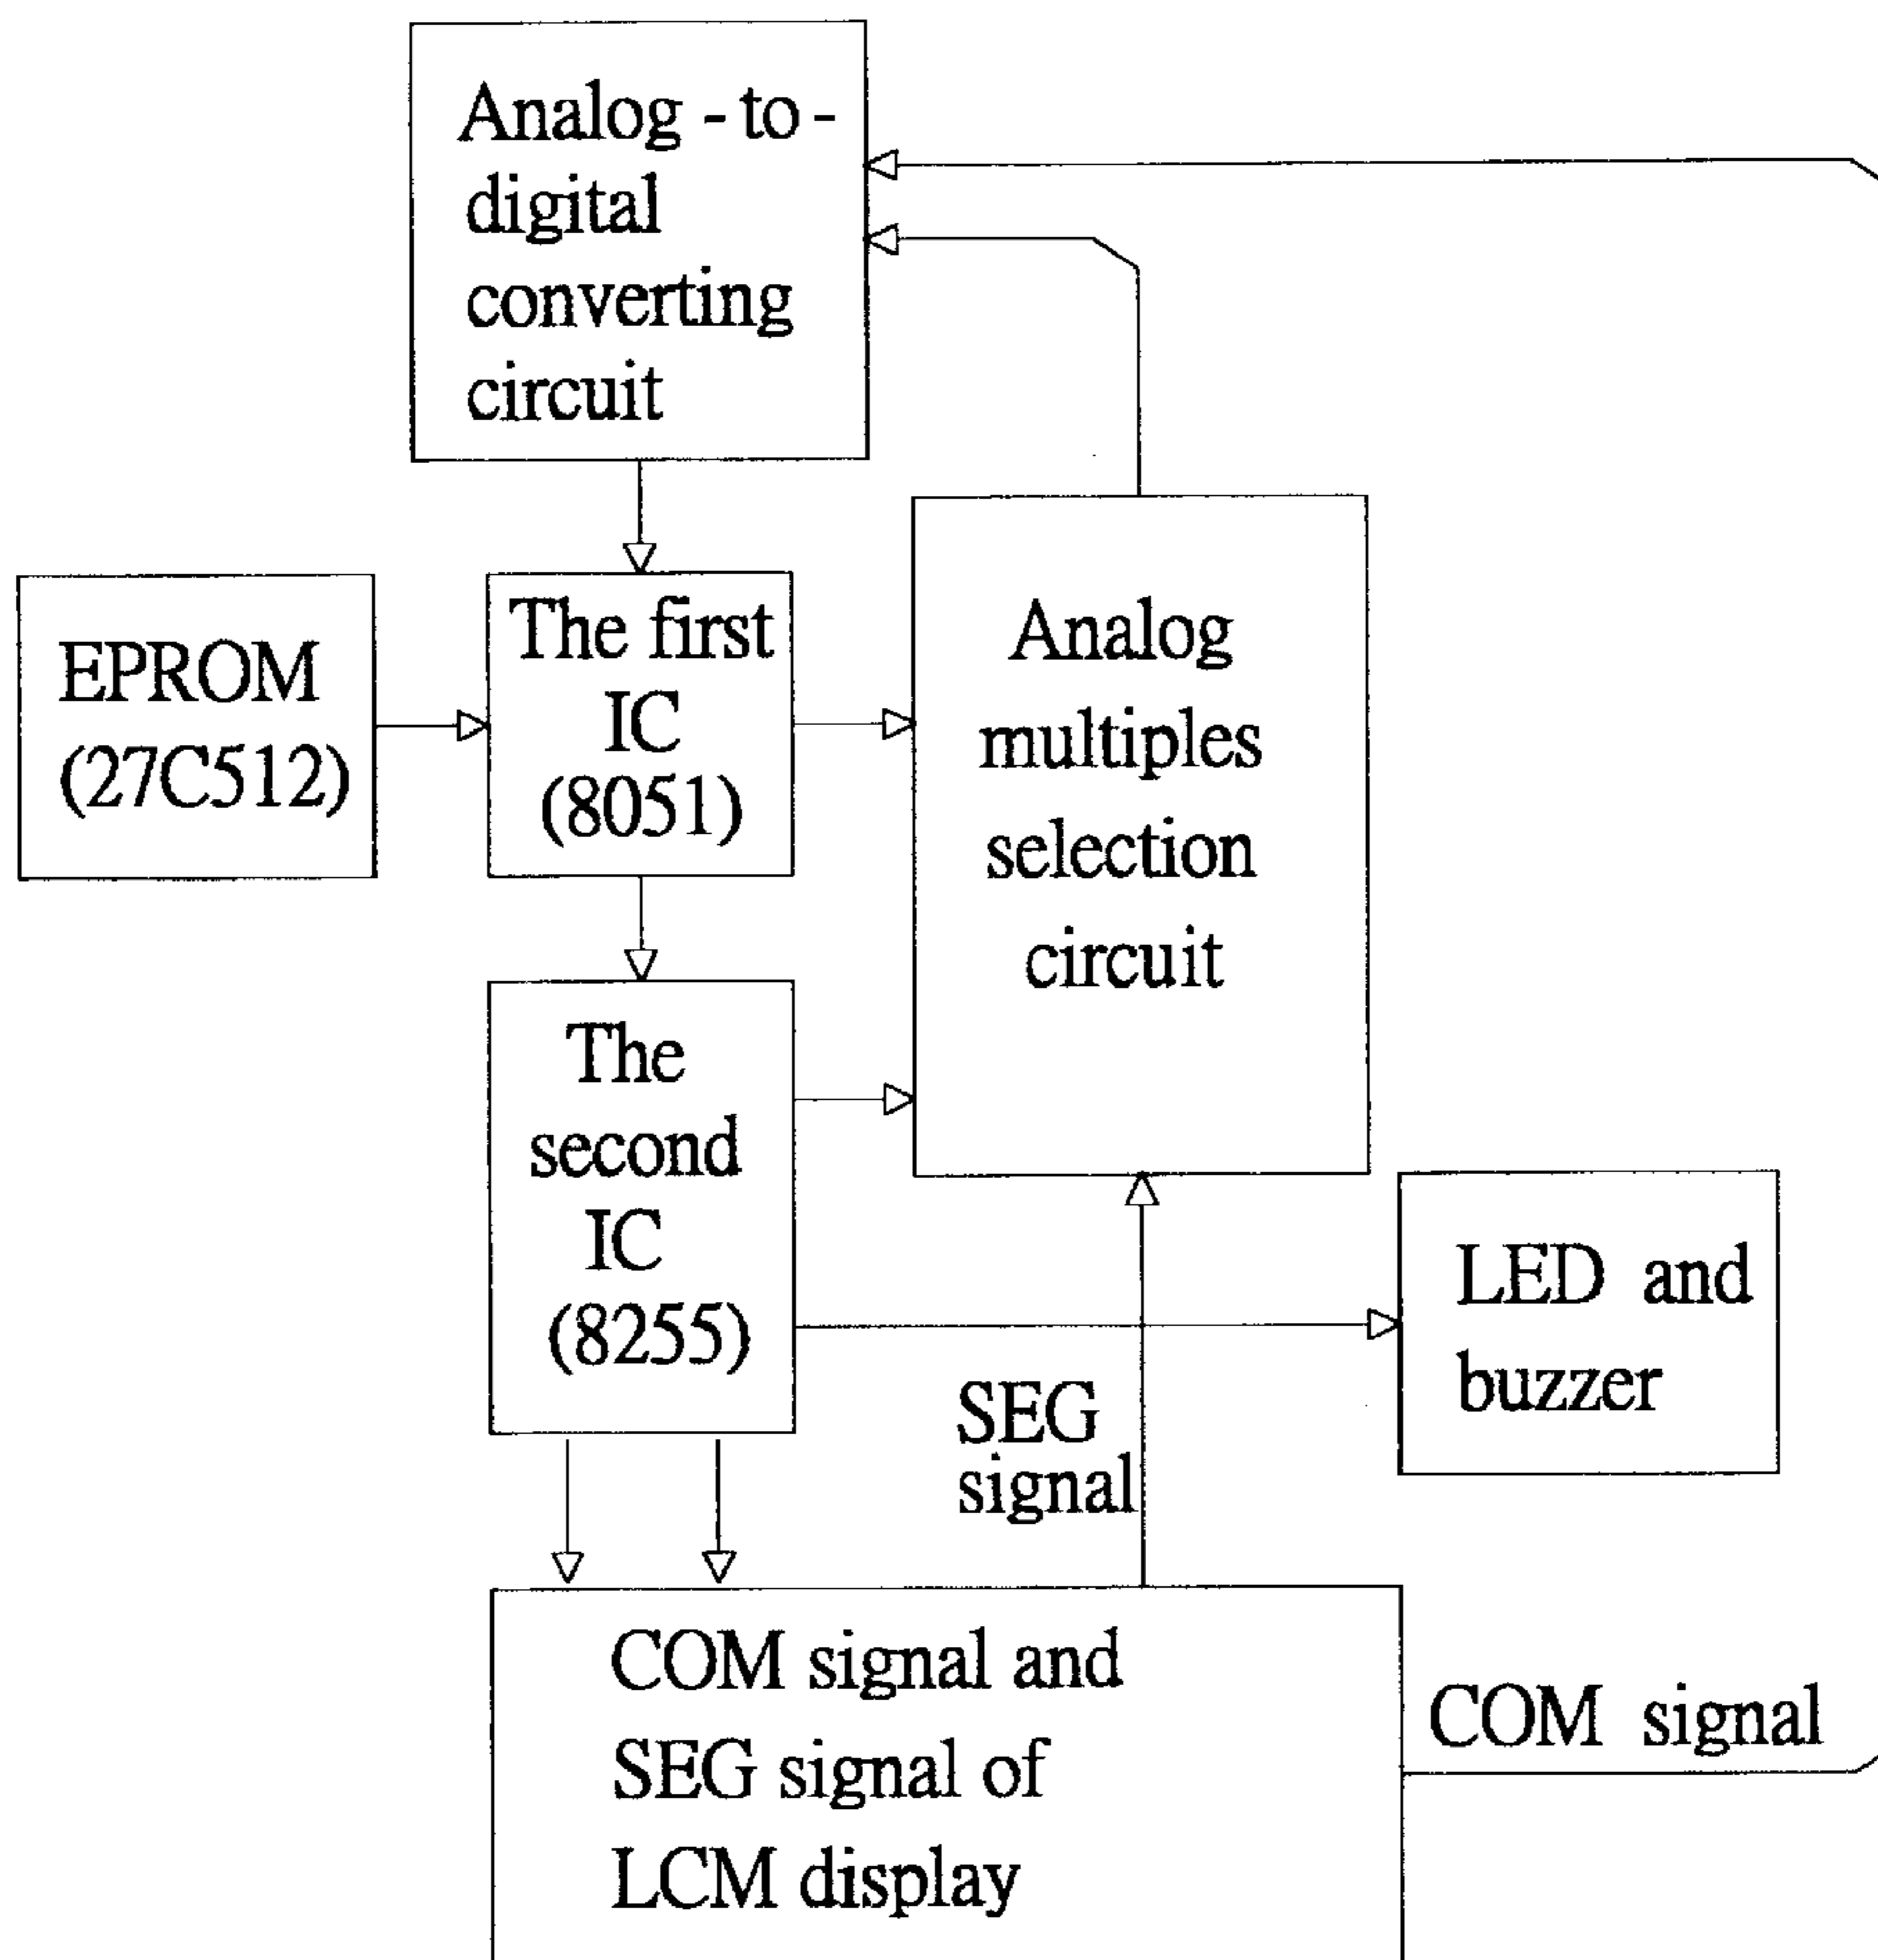 Analog - to -
digital
converting
circuit
EPROM
(27C512)
The first
IC
(8051)
Analog
multiples
selection
circuit
The
second
IC
(8255)
LED and
buzzer
SEG
signal
COM signal and
SEG signal of
LCM display
COM signal